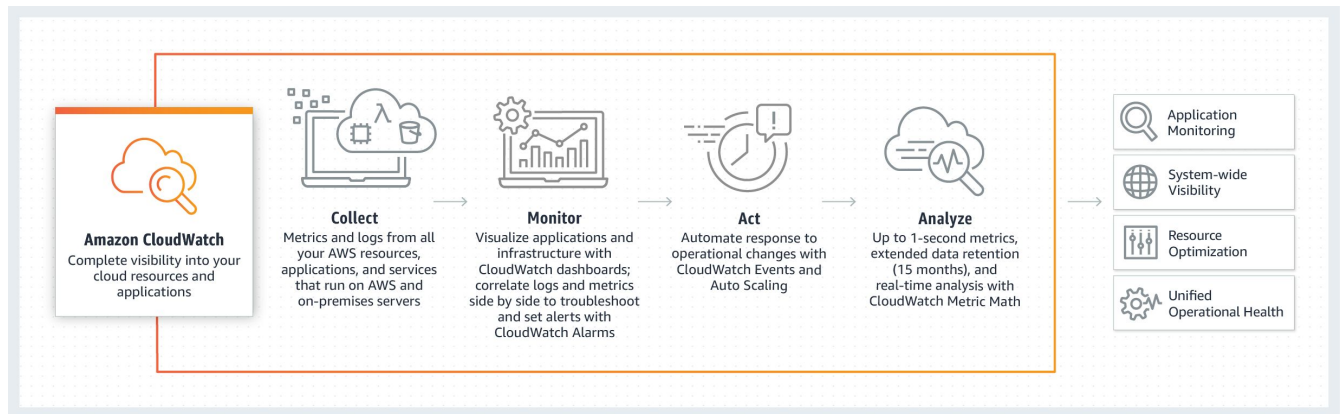 Amazon CloudWatch
Complete visibility into your
cloud resources and
applications
Collect
Metrics and logs from all
your AWS resources,
applications, and services
that run on AWS and
on-premises servers
Monitor
Visualize applications and
infrastructure with
CloudWatch dashboards;
correlate logs and metrics
side by side to troubleshoot
and set alerts with
CloudWatch Alarms
Act
Automate response to
operational changes with
CloudWatch Events and
Auto Scaling
Analyze
Up to 1-second metrics,
extended data retention
(15 months), and
real-time analysis with
CloudWatch Metric Math
Application
Monitoring
System-wide
Visibility
Resource
Optimization
Unified
Operational Health